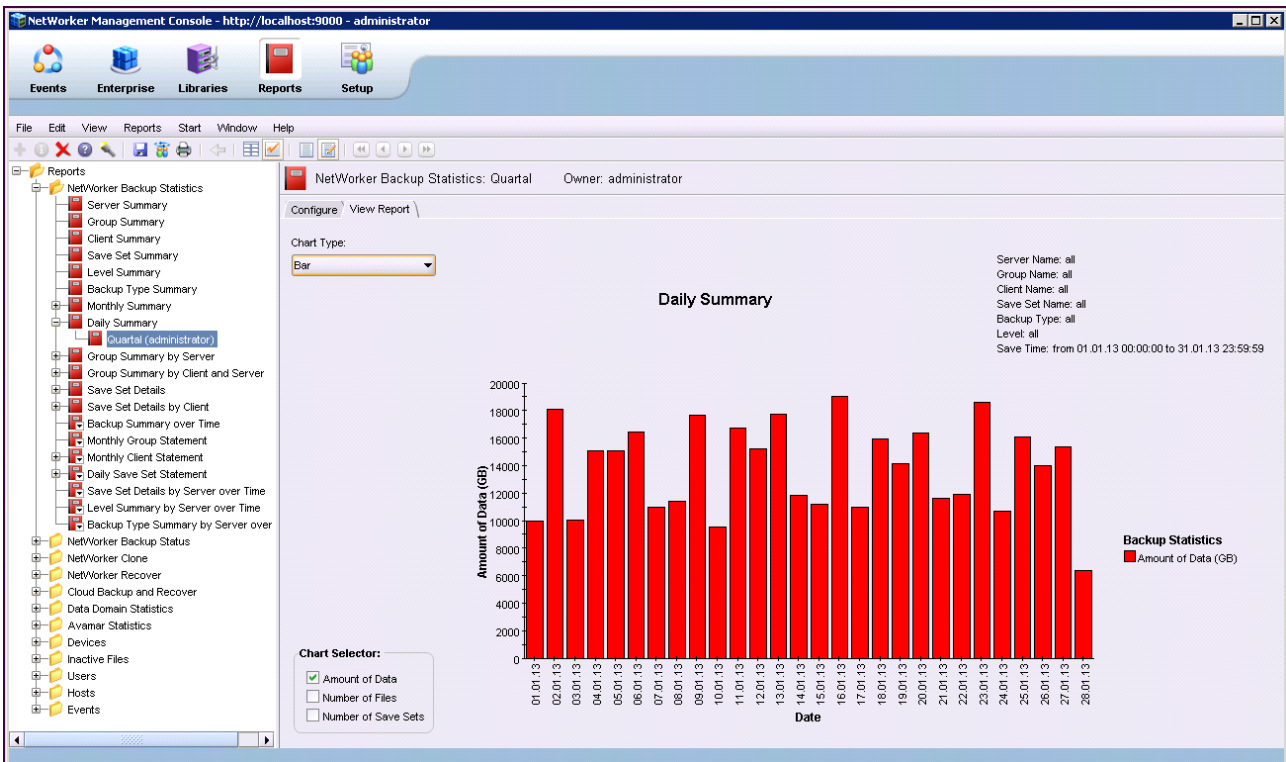 NetWorker Management Console - http://localhost:9000 - administrator
Events Enterprise Libraries Reports Setup
File Edit View Reports Start Window Help
Reports
NetWorker Backup Statistics
Server Summary
Group Summary
Client Summary
Save Set Summary
Level Summary
Backup Type Summary
Monthly Summary
Daily Summary
Quartal (administrator)
Group Summary by Server
Group Summary by Client and Server
Save Set Details
Save Set Details by Client
Backup Summary over Time
Monthly Group Statement
Monthly Client Statement
Daily Save Set Statement
Save Set Details by Server over Time
Level Summary by Server over Time
Backup Type Summary by Server over
NetWorker Backup Status
NetWorker Clone
NetWorker Recover
Cloud Backup and Recover
Data Domain Statistics
Avamar Statistics
Devices
Inactive Files
Users
Hosts
Events
NetWorker Backup Statistics: Quartal Owner: administrator
Configure View Report
Chart Type:
Bar
Server Name: all
Group Name: all
Client Name: all
Save Set Name: all
Backup Type: all
Level: all
Save Time: from 01.01.13 00:00:00 to 31.01.13 23:59:59
Daily Summary
Amount of Data (GB)
20000
18000
16000
14000
12000
10000
8000
6000
4000
2000
0
01.01.13
02.01.13
03.01.13
04.01.13
05.01.13
06.01.13
07.01.13
08.01.13
09.01.13
10.01.13
11.01.13
12.01.13
13.01.13
14.01.13
15.01.13
16.01.13
17.01.13
18.01.13
19.01.13
20.01.13
21.01.13
22.01.13
23.01.13
24.01.13
25.01.13
26.01.13
27.01.13
28.01.13
Date
Backup Statistics
Amount of Data (GB)
Chart Selector:
Amount of Data
Number of Files
Number of Save Sets